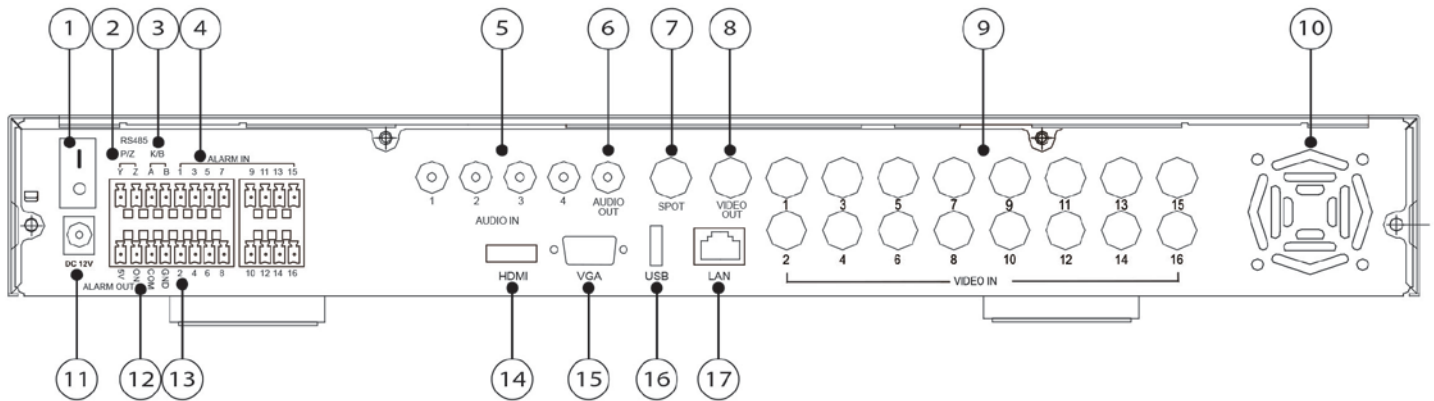 1 2 3 4 5 6 7 8 9 10
RS485
P/Z K/B ALARM IN
Y Z A B 1 3 5 7 9 11 13 15
1 2 3 4 AUDIO OUT
AUDIO IN
SPOT
VIDEO OUT
1 3 5 7 9 11 13 15
DC 12V
HDMI VGA USB LAN
2 4 6 8 10 12 14 16
VIDEO IN
5V ON COM GND 2 4 6 8 10 12 14 16
ALARM OUT
11 12 13 14 15 16 17